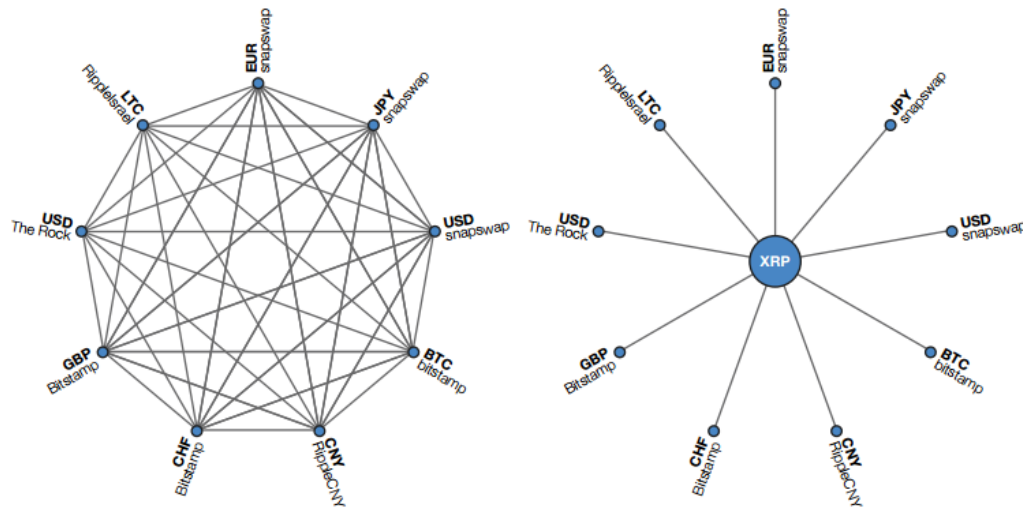 EUR
snapswap
JPY
snapswap
USD
snapswap
BTC
bitstamp
CNY
RippleCNY
CHF
Bitstamp
GBP
Bitstamp
USD
The Rock
LTC
RippleIsrael
EUR
snapswap
JPY
snapswap
USD
snapswap
BTC
bitstamp
CNY
RippleCNY
CHF
Bitstamp
GBP
Bitstamp
USD
The Rock
LTC
RippleIsrael
XRP